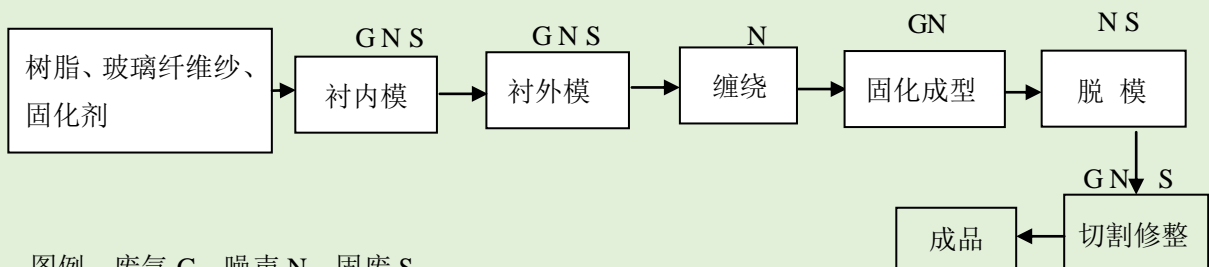 G N S
G N S
N
GN
N S
树脂、玻璃纤维纱、
固化剂
衬内模
衬外模
缠绕
固化成型
脱 模
G N S
切割修整
成品
图例 废气 G 噪声 N 固废 S